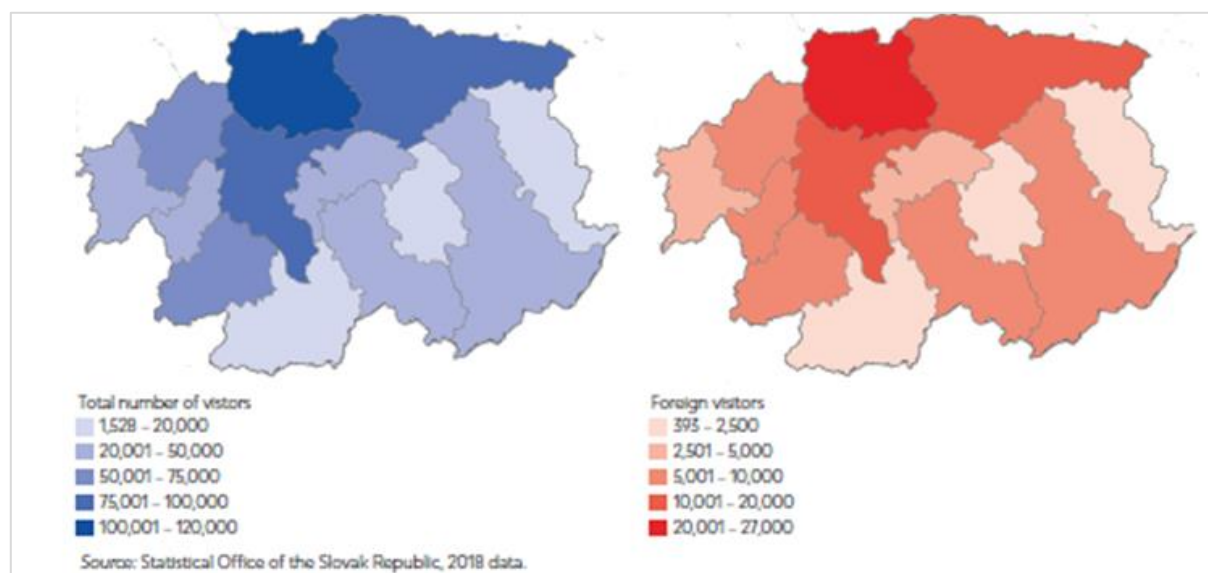 Total number of vistors
1,528 – 20,000
20,001 – 50,000
50,001 – 75,000
75,001 – 100,000
100,001 – 120,000
Foreign visitors
393 – 2,500
2,501 – 5,000
5,001 – 10,000
10,001 – 20,000
20,001 – 27,000
Source: Statistical Office of the Slovak Republic, 2018 data.